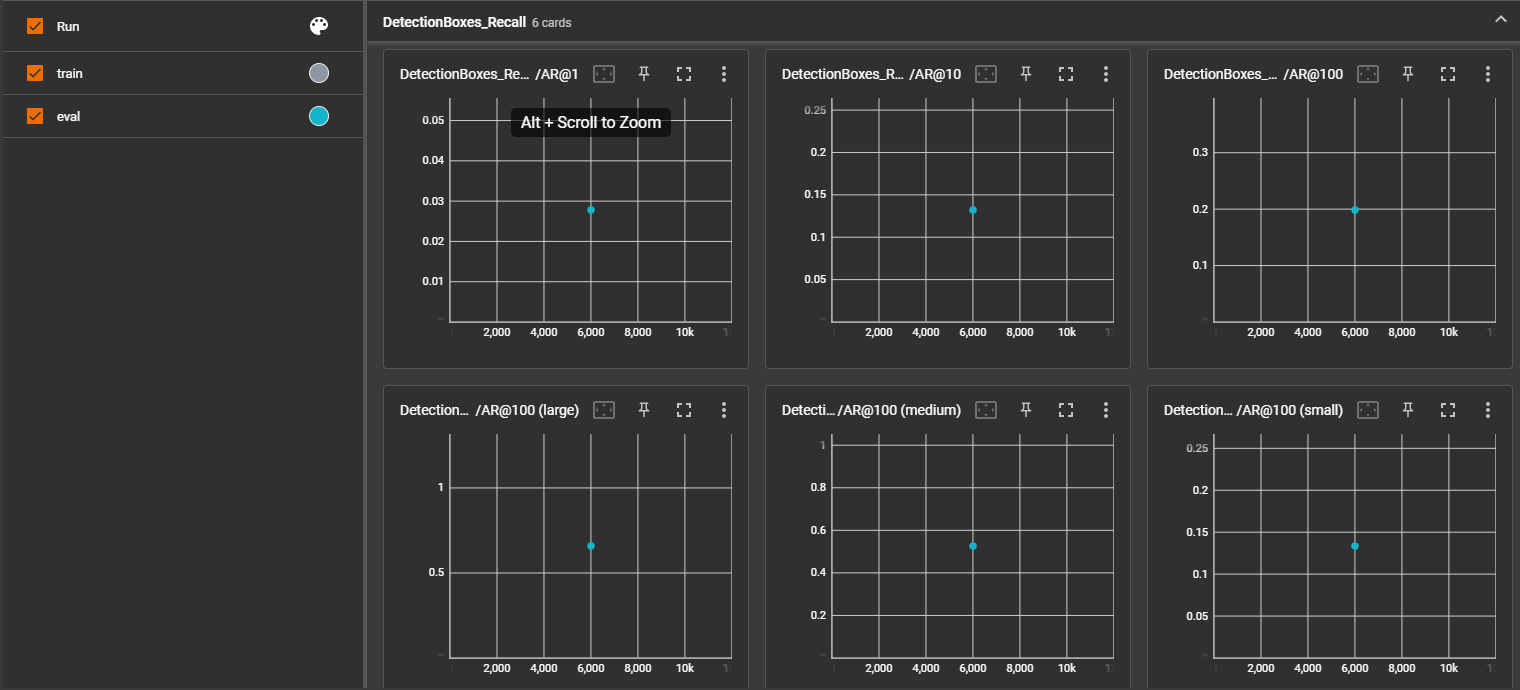 Run
train
eval
DetectionBoxes_Recall 6 cards
DetectionBoxes_Re... /AR@1
Alt + Scroll to Zoom
0.05
0.04
0.03
0.02
0.01
2,000 4,000 6,000 8,000 10k
DetectionBoxes_R... /AR@10
0.25
0.2
0.15
0.1
0.05
2,000 4,000 6,000 8,000 10k
DetectionBoxes_... /AR@100
0.3
0.2
0.1
2,000 4,000 6,000 8,000 10k
Detection... /AR@100 (large)
1
0.5
2,000 4,000 6,000 8,000 10k
Detecti... /AR@100 (medium)
1
0.8
0.6
0.4
0.2
2,000 4,000 6,000 8,000 10k
Detection... /AR@100 (small)
0.25
0.2
0.15
0.1
0.05
2,000 4,000 6,000 8,000 10k